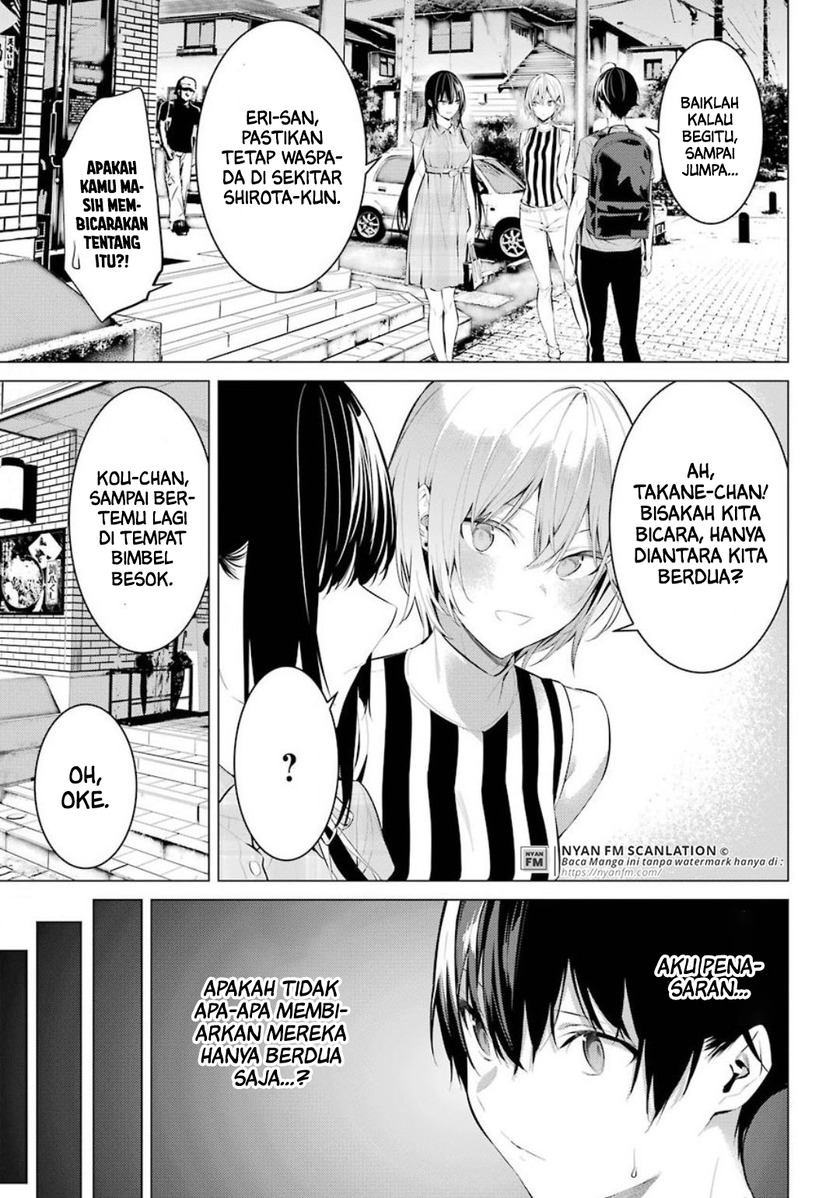 BAIKLAH
KALAU
BEGITU,
SAMPAI
JUMPA...
ERI-SAN,
PASTIKAN
TETAP WASPA-
DA DI SEKITAR
SHIROTA-KUN.
APAKAH
KAMU MA-
SIH MEM-
BICARAKAN
TENTANG
ITU?!
AH,
TAKANE-CHAN!
BISAKAH KITA
BICARA, HANYA
DIANTARA KITA
BERDUA?
?
KOU-CHAN,
SAMPAI BER-
TEMU LAGI
DI TEMPAT
BIMBEL
BESOK.
OH,
OKE.
NYAN
FM
NYAN FM SCANLATION ©
Baca Manga ini tanpa watermark hanya di :
https://nyanfm.com/
AKU PENA-
SARAN...
APAKAH TIDAK
APA-APA MEMBI-
ARKAN MEREKA
HANYA BERDUA
SAJA...?